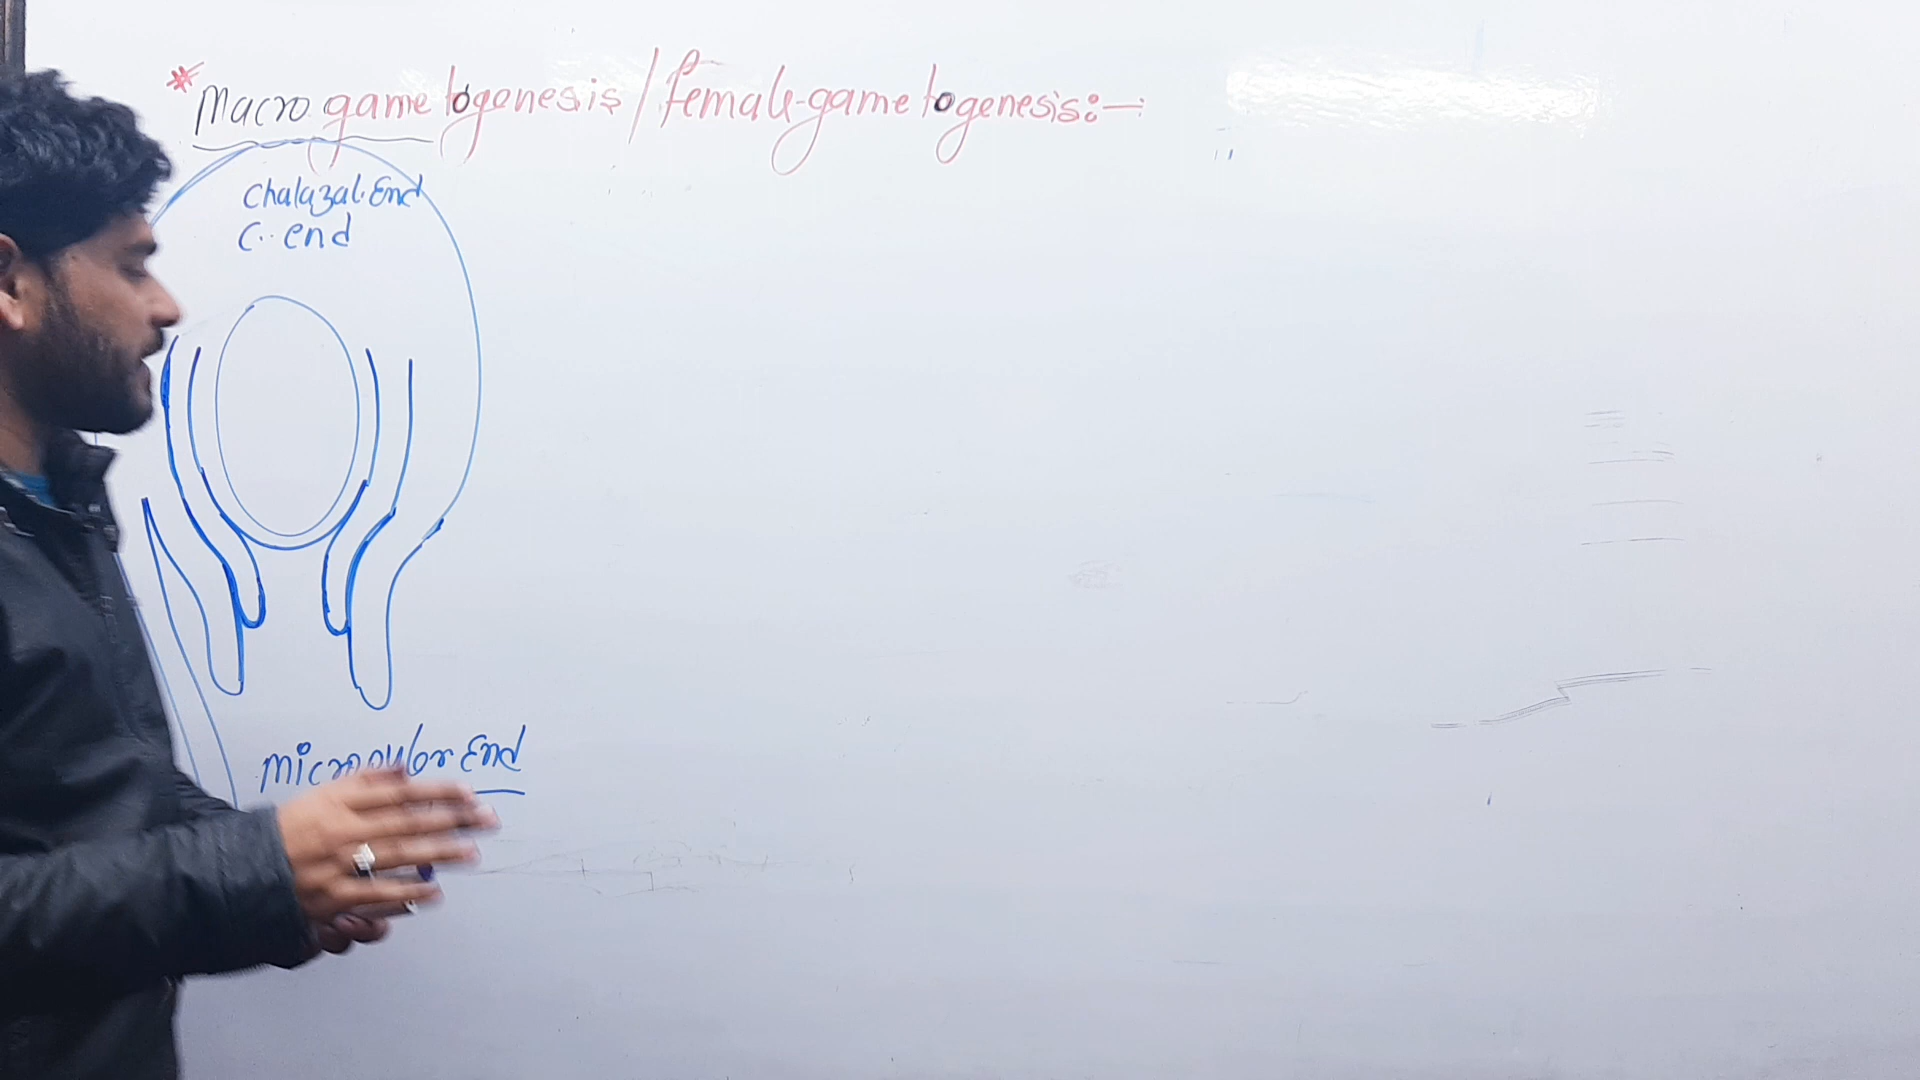 * Macro gametogenesis / female-gametogenesis:-:
Chalazal. End
C.. end
micropylar End